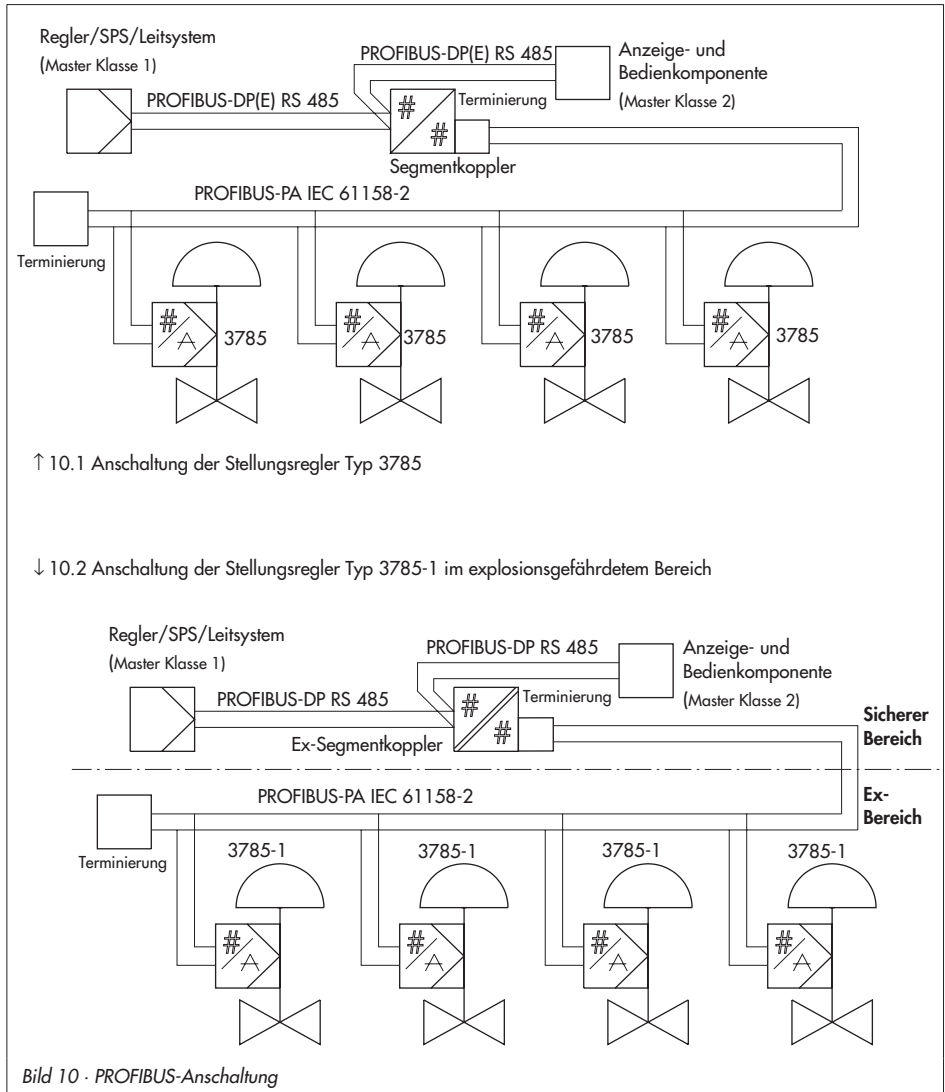 Regler/SPS/Leitsystem
(Master Klasse 1)
PROFIBUS-DP(E) RS 485
PROFIBUS-DP(E) RS 485
Anzeige- und
Bedienkomponente
(Master Klasse 2)
#
#
Terminierung
Segmentkoppler
PROFIBUS-PA IEC 61158-2
Terminierung
#
A
3785
#
A
3785
#
A
3785
#
A
3785
↑ 10.1 Anschaltung der Stellungsregler Typ 3785
↓ 10.2 Anschaltung der Stellungsregler Typ 3785-1 im explosionsgefährdetem Bereich
Regler/SPS/Leitsystem
(Master Klasse 1)
PROFIBUS-DP RS 485
PROFIBUS-DP RS 485
Anzeige- und
Bedienkomponente
(Master Klasse 2)
#
#
Terminierung
Ex-Segmentkoppler
Sicherer
Bereich
Ex-
Bereich
PROFIBUS-PA IEC 61158-2
Terminierung
3785-1
3785-1
3785-1
3785-1
#
A
#
A
#
A
#
A
Bild 10 · PROFIBUS-Anschaltung